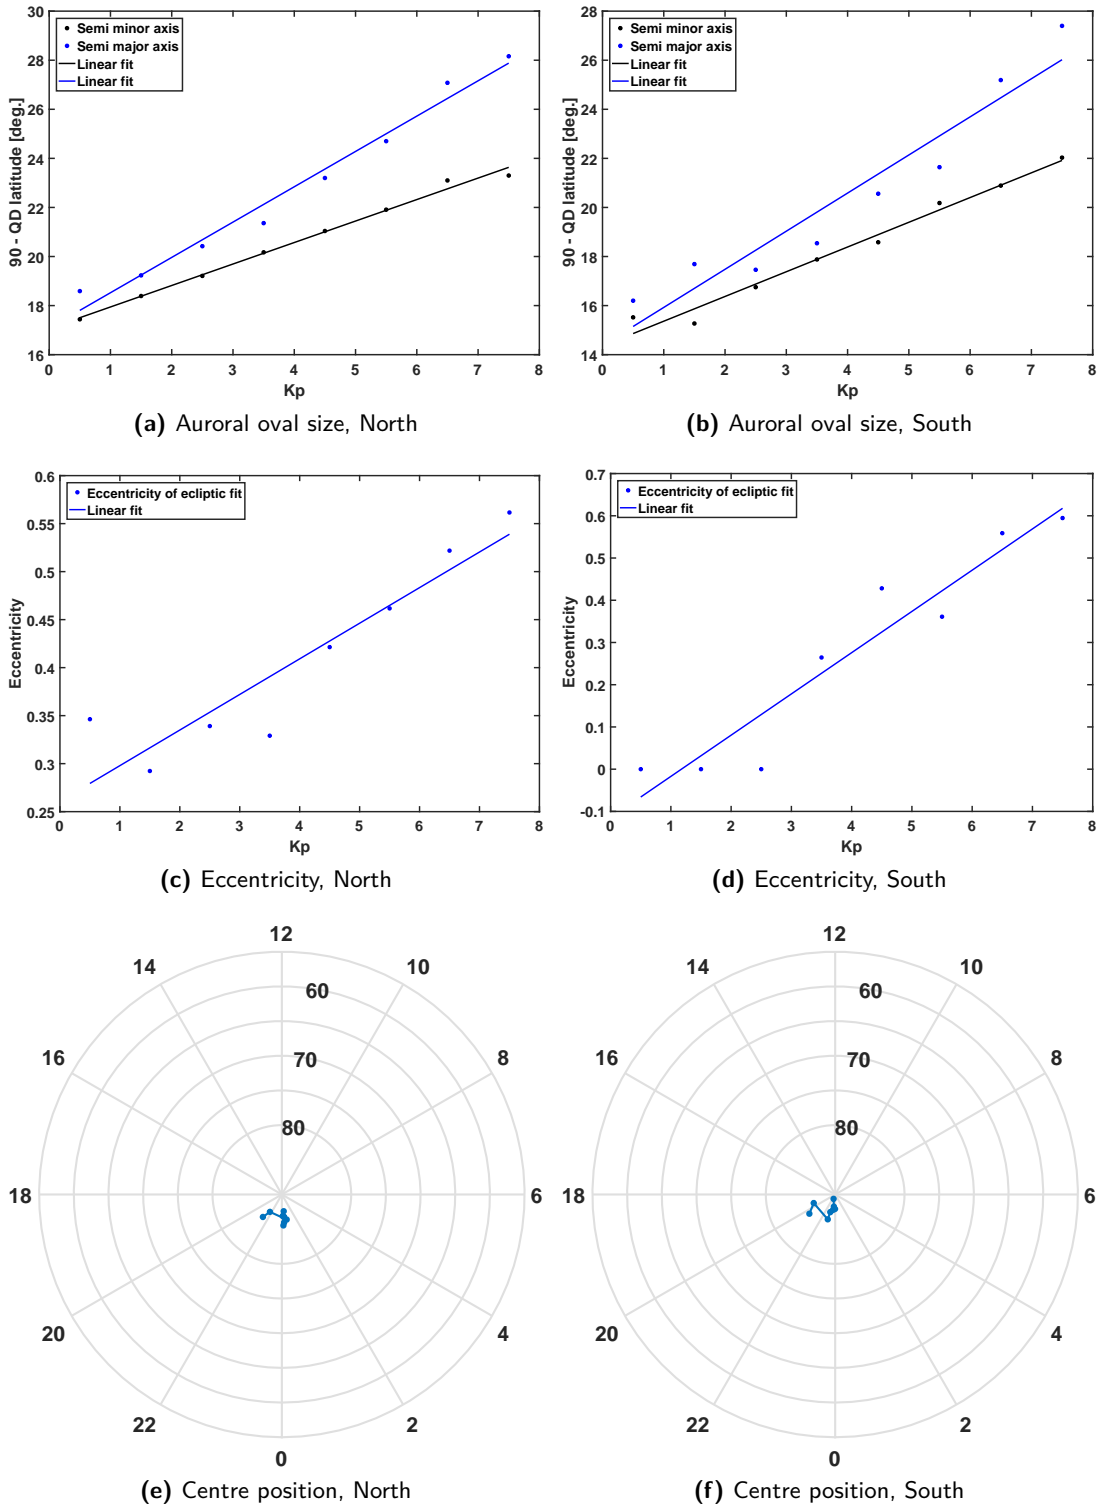 30
28
26
24
22
20
18
16
90 - QD latitude [deg.]
Semi minor axis
Semi major axis
Linear fit
Linear fit
0 1 2 3 4 5 6 7 8
Kp
(a) Auroral oval size, North
28
26
24
22
20
18
16
14
90 - QD latitude [deg.]
Semi minor axis
Semi major axis
Linear fit
Linear fit
0 1 2 3 4 5 6 7 8
Kp
(b) Auroral oval size, South
0.6
0.55
0.5
0.45
0.4
0.35
0.3
0.25
Eccentricity
Eccentricity of ecliptic fit
Linear fit
0 1 2 3 4 5 6 7 8
Kp
(c) Eccentricity, North
0.7
0.6
0.5
0.4
0.3
0.2
0.1
0
-0.1
Eccentricity
Eccentricity of ecliptic fit
Linear fit
0 1 2 3 4 5 6 7 8
Kp
(d) Eccentricity, South
12
14 10
60
16 8
70
80
18 6
20 4
22 2
0
(e) Centre position, North
12
14 10
60
16 8
70
80
18 6
20 4
22 2
0
(f) Centre position, South